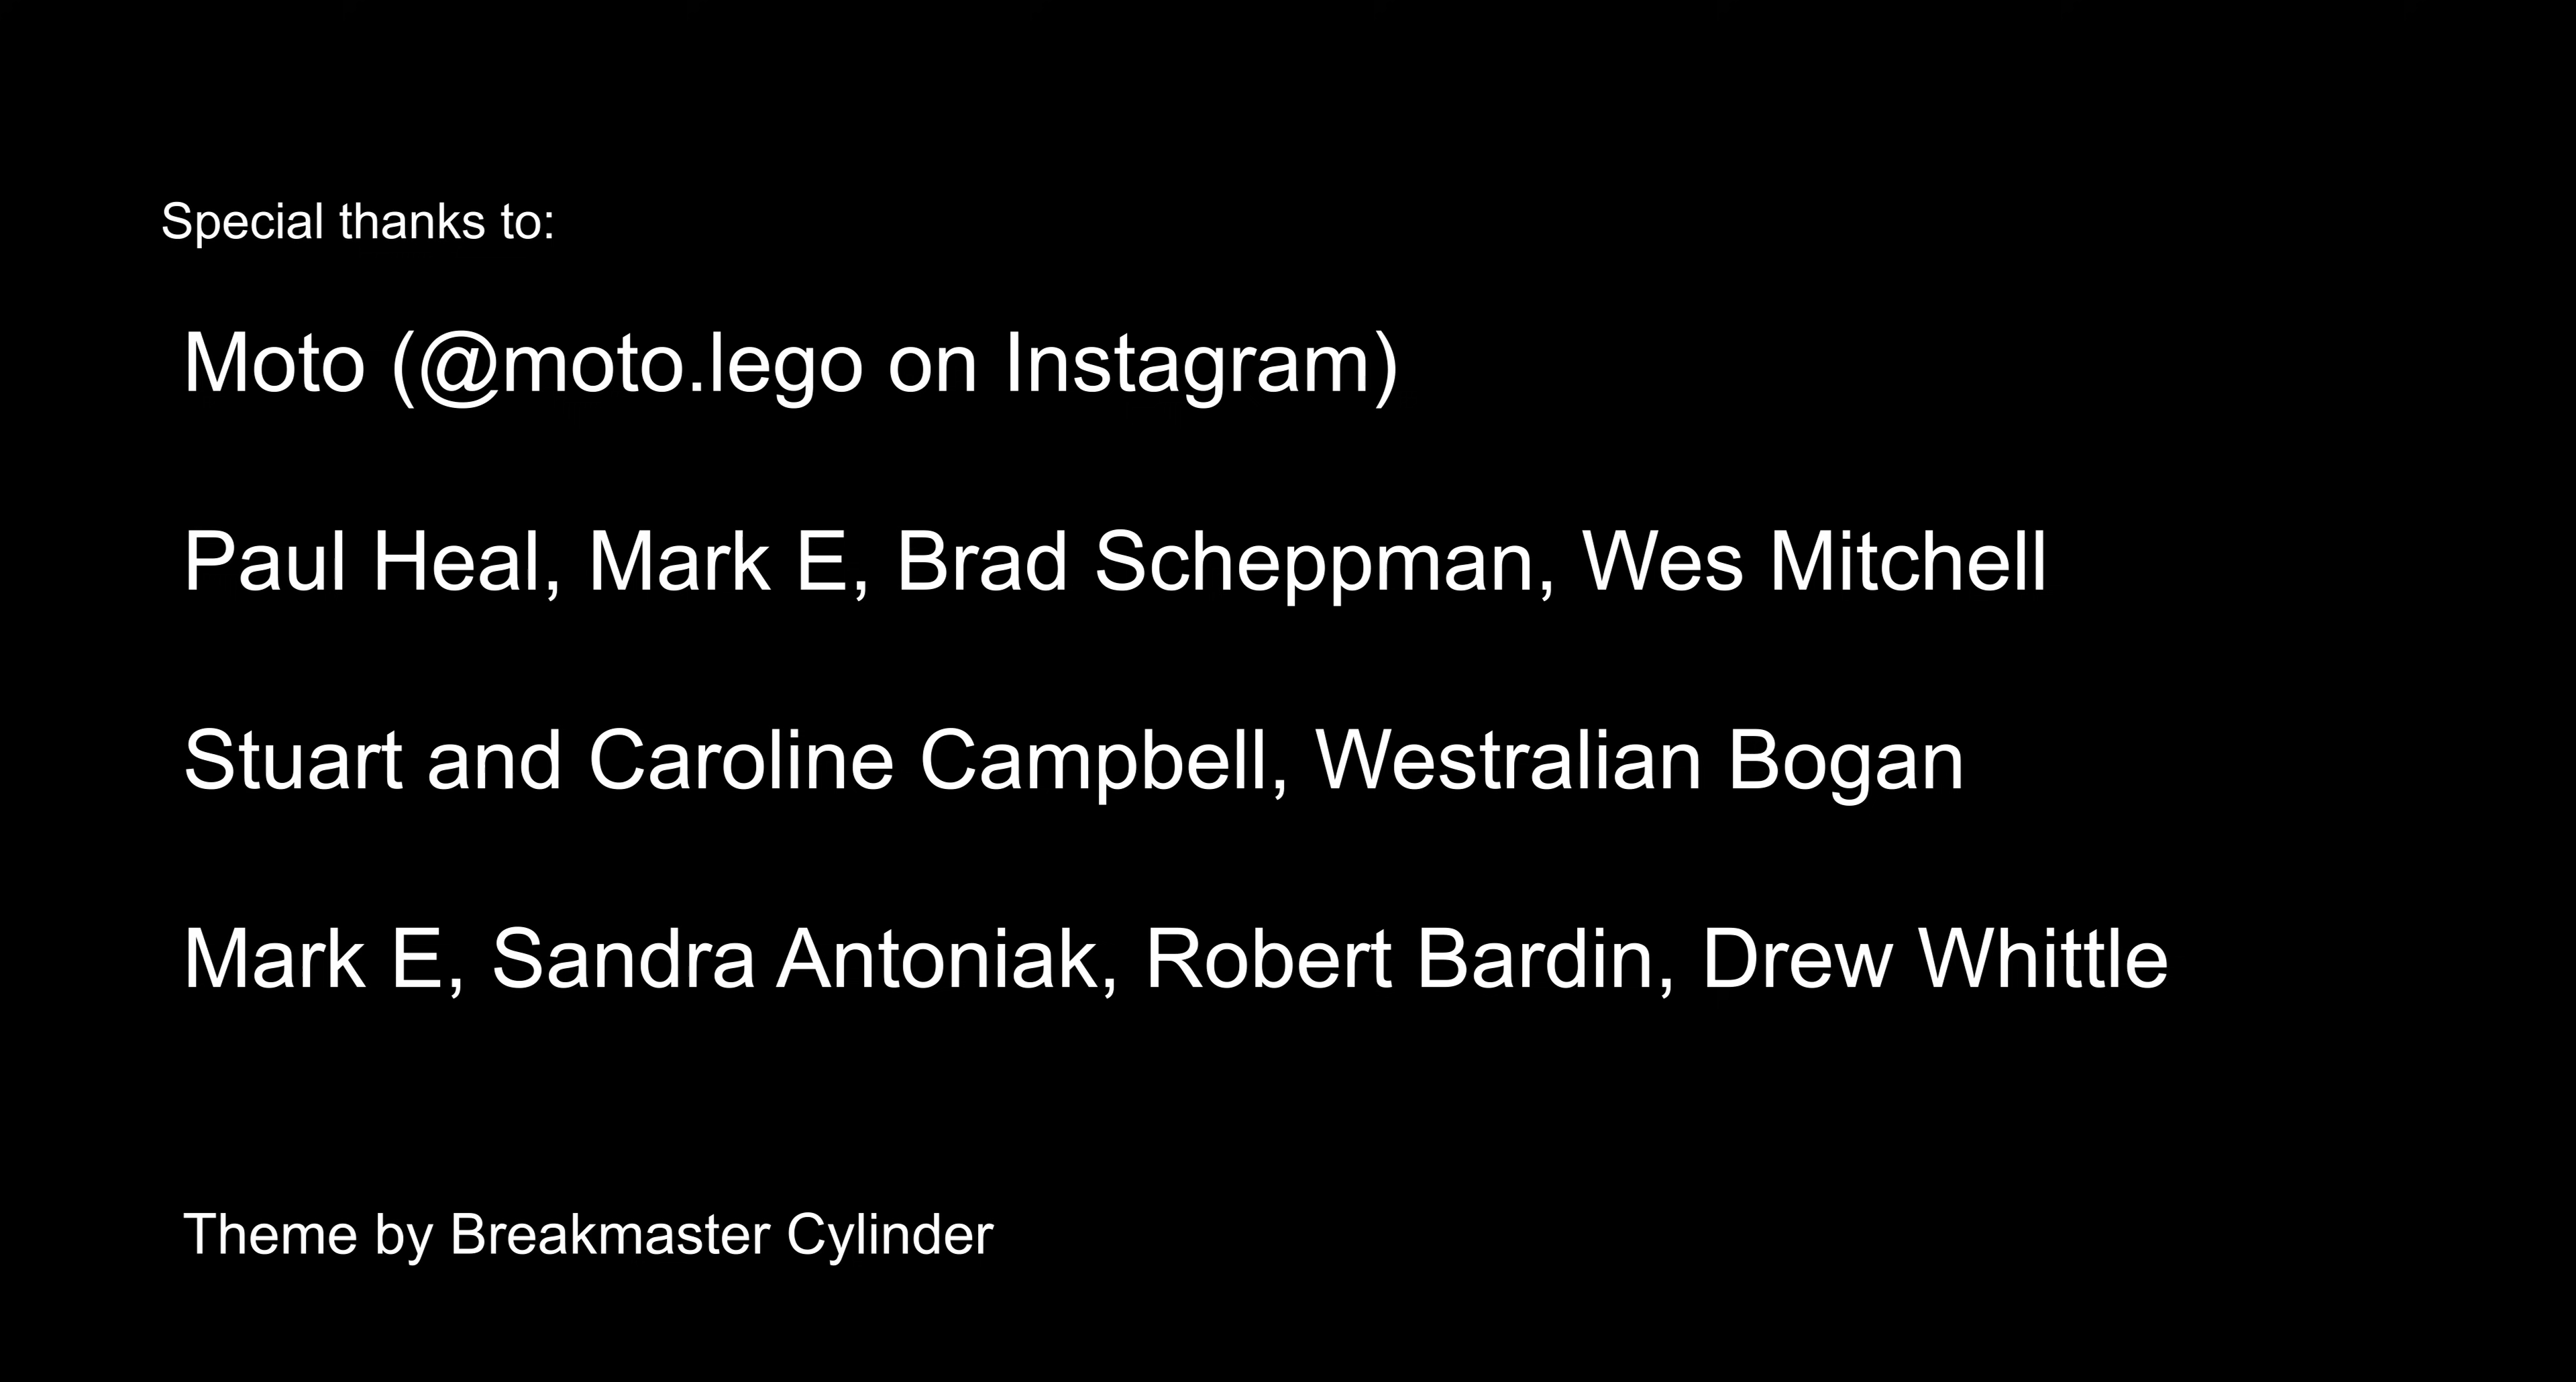 Special thanks to:
Moto (@moto.lego on Instagram)
Paul Heal, Mark E, Brad Scheppman, Wes Mitchell
Stuart and Caroline Campbell, Westralian Bogan
Mark E, Sandra Antoniak, Robert Bardin, Drew Whittle
Theme by Breakmaster Cylinder